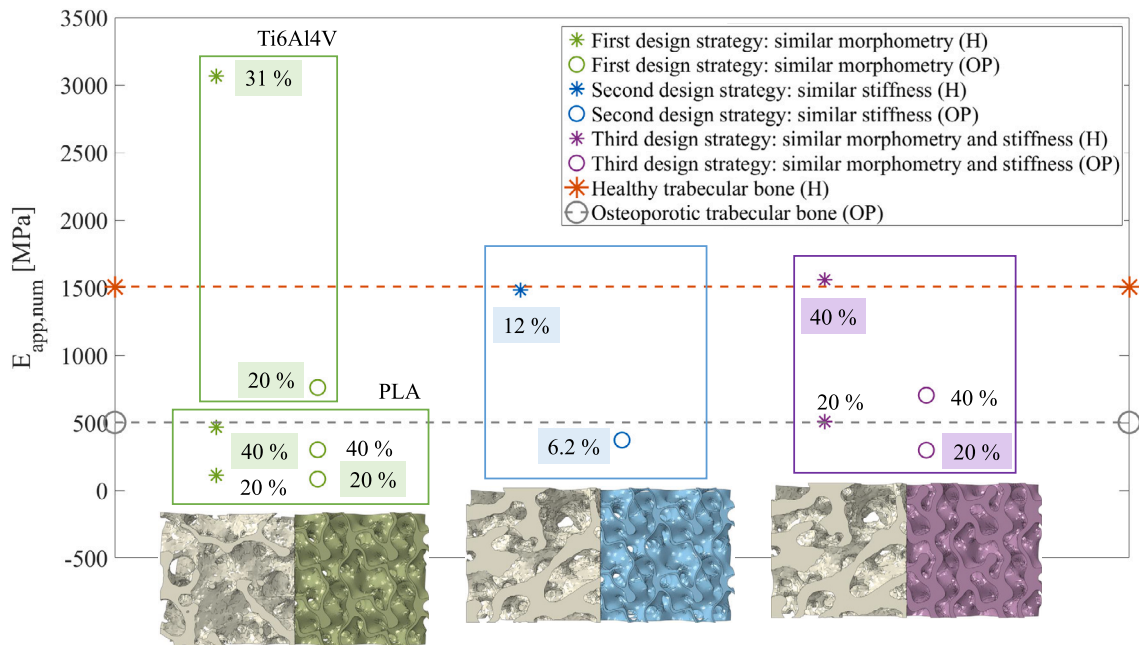 3500
3000
2500
2000
1500
1000
500
0
-500
E app,num [MPa]
Ti6Al4V
31 %
20 %
PLA
40 %
40 %
20 %
20 %
12 %
6.2 %
40 %
20 %
40 %
20 %
First design strategy: similar morphometry (H)
First design strategy: similar morphometry (OP)
Second design strategy: similar stiffness (H)
Second design strategy: similar stiffness (OP)
Third design strategy: similar morphometry and stiffness (H)
Third design strategy: similar morphometry and stiffness (OP)
Healthy trabecular bone (H)
Osteoporotic trabecular bone (OP)